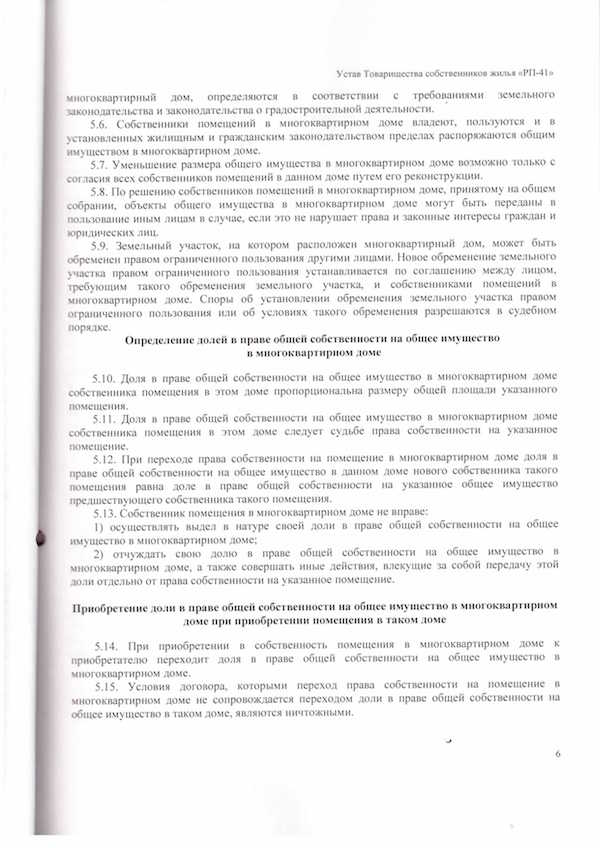 Устав Товарищества собственников жилья «РП-41»
многоквартирный дом, определяются в соответствии с требованиями земельного
законодательства и законодательства о градостроительной деятельности.
5.6. Собственники помещений в многоквартирном доме владеют, пользуются и в
установленных жилищным и гражданским законодательством пределах распоряжаются общим
имуществом в многоквартирном доме.
5.7. Уменьшение размера общего имущества в многоквартирном доме возможно только с
согласия всех собственников помещений в данном доме путем его реконструкции.
5.8. По решению собственников помещений в многоквартирном доме, принятому на общем
собрании, объекты общего имущества в многоквартирном доме могут быть переданы в
пользование иным лицам в случае, если это не нарушает права и законные интересы граждан и
юридических лиц.
5.9. Земельный участок, на котором расположен многоквартирный дом, может быть
обременен правом ограниченного пользования другими лицами. Новое обременение земельного
участка правом ограниченного пользования устанавливается по соглашению между лицом,
требующим такого обременения земельного участка, и собственниками помещений в
многоквартирном доме. Споры об установлении обременения земельного участка правом
ограниченного пользования или об условиях такого обременения разрешаются в судебном
порядке.
Определение долей в праве общей собственности на общее имущество
в многоквартирном доме
5.10. Доля в праве общей собственности на общее имущество в многоквартирном доме
собственника помещения в этом доме пропорциональна размеру общей площади указанного
помещения.
5.11. Доля в праве общей собственности на общее имущество в многоквартирном доме
собственника помещения в этом доме следует судьбе права собственности на указанное
помещение.
5.12. При переходе права собственности на помещение в многоквартирном доме доля в
праве общей собственности на общее имущество в данном доме нового собственника такого
помещения равна доле в праве общей собственности на указанное общее имущество
предшествующего собственника такого помещения.
5.13. Собственник помещения в многоквартирном доме не вправе:
1) осуществлять выдел в натуре своей доли в праве общей собственности на общее
имущество в многоквартирном доме;
2) отчуждать свою долю в праве общей собственности на общее имущество в
многоквартирном доме, а также совершать иные действия, влекущие за собой передачу этой
доли отдельно от права собственности на указанное помещение.
Приобретение доли в праве общей собственности на общее имущество в многоквартирном
доме при приобретении помещения в таком доме
5.14. При приобретении в собственность помещения в многоквартирном доме к
приобретателю переходит доля в праве общей собственности на общее имущество в
многоквартирном доме.
5.15. Условия договора, которыми переход права собственности на помещение в
многоквартирном доме не сопровождается переходом доли в праве общей собственности на
общее имущество в таком доме, являются ничтожными.
6